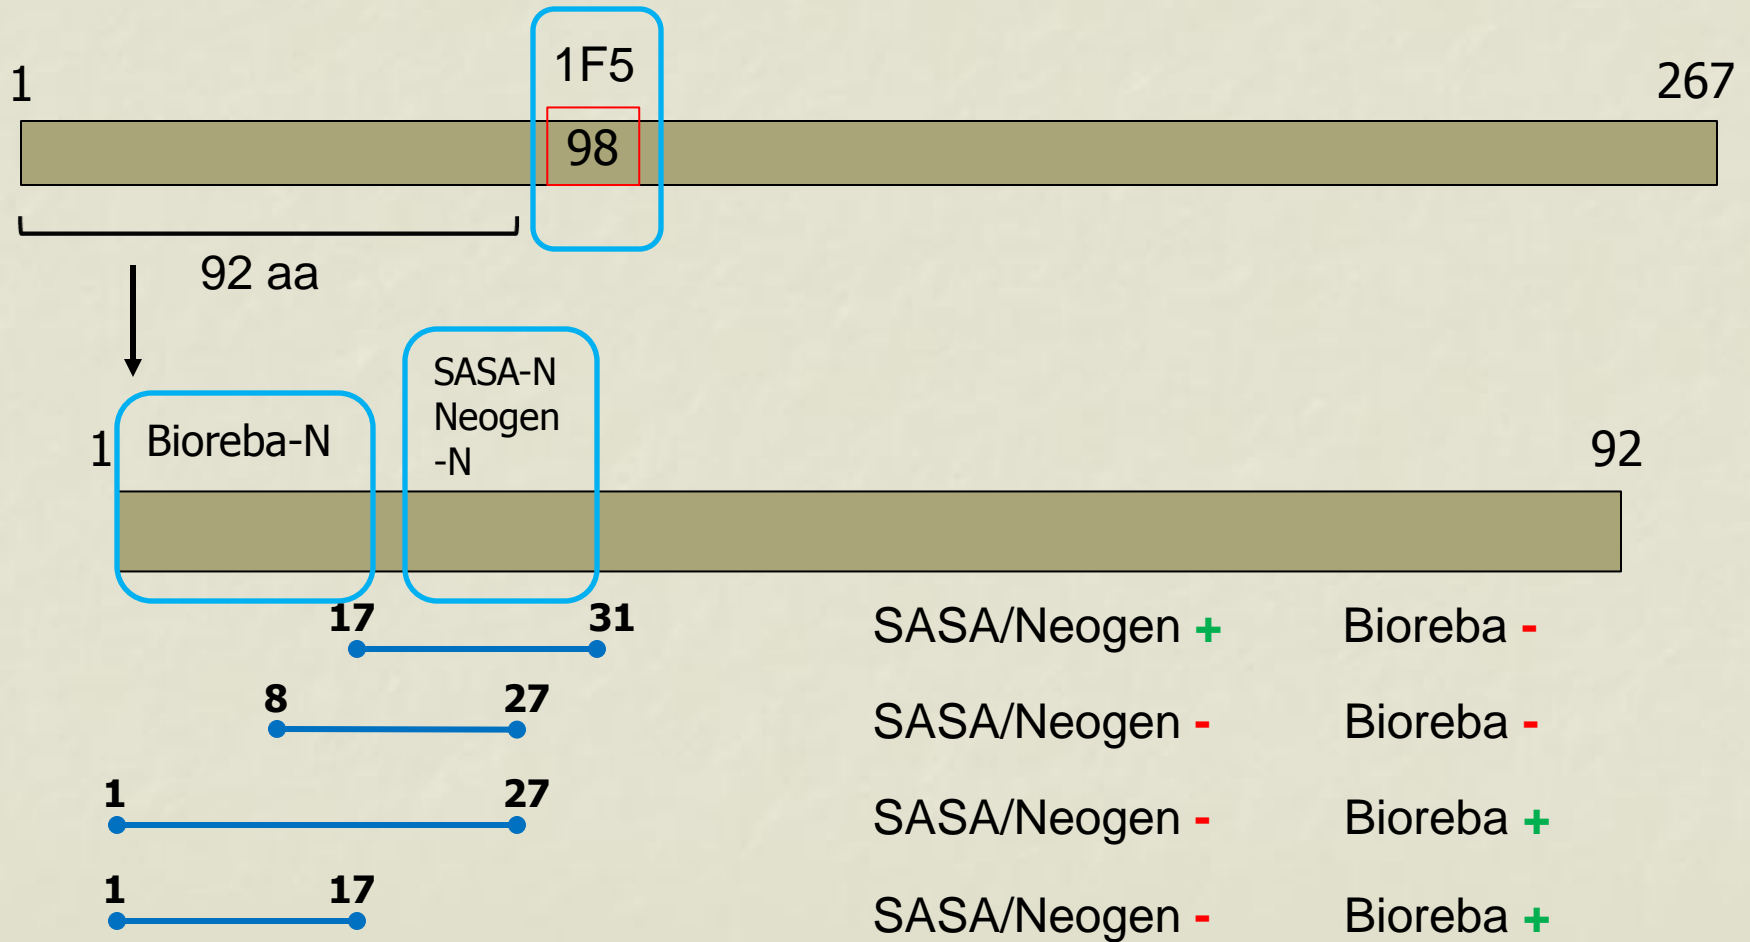 1F5
1
267
98
92 aa
SASA-N
Neogen
-N
Bioreba-N
1
92
17
31
SASA/Neogen +
Bioreba -
8
27
SASA/Neogen -
Bioreba -
1
27
SASA/Neogen -
Bioreba +
1
17
SASA/Neogen -
Bioreba +